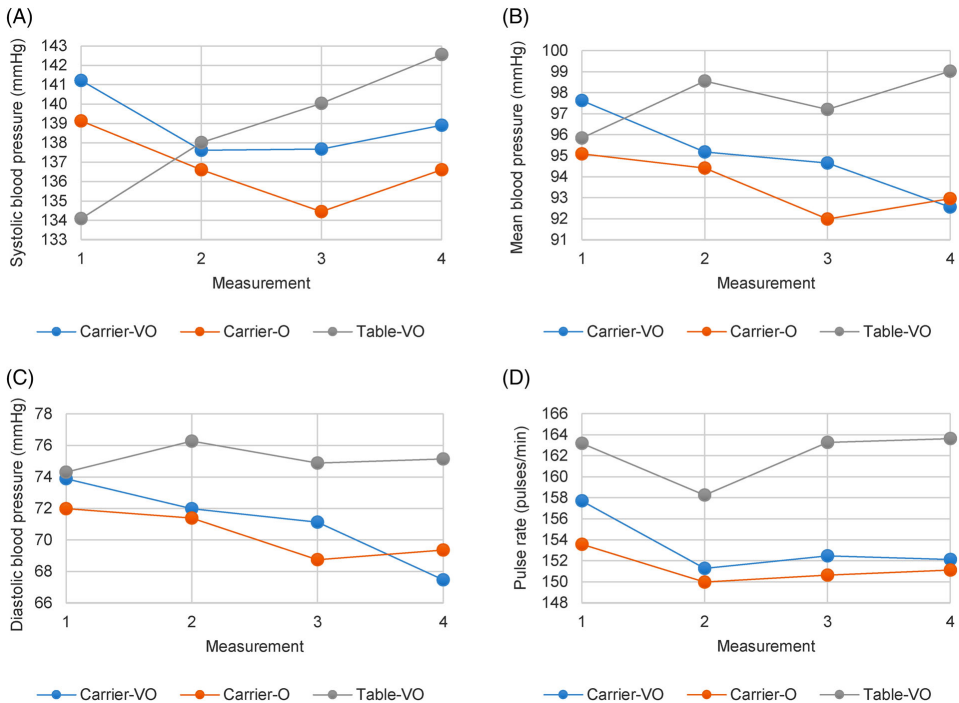 (A)
Systolic blood pressure (mmHg)
143
141
140
138
137
136
135
134
133
1 2 3 4
Measurement
Carrier-VO Carrier-O Table-VO
(B)
Mean blood pressure (mmHg)
100
99
98
97
96
95
94
93
92
91
1 2 3 4
Measurement
Carrier-VO Carrier-O Table-VO
(C)
Diastolic blood pressure (mmHg)
78
76
74
72
70
68
66
1 2 3 4
Measurement
Carrier-VO Carrier-O Table-VO
(D)
Pulse rate (pulses/min)
166
164
162
160
158
156
154
152
150
148
1 2 3 4
Measurement
Carrier-VO Carrier-O Table-VO